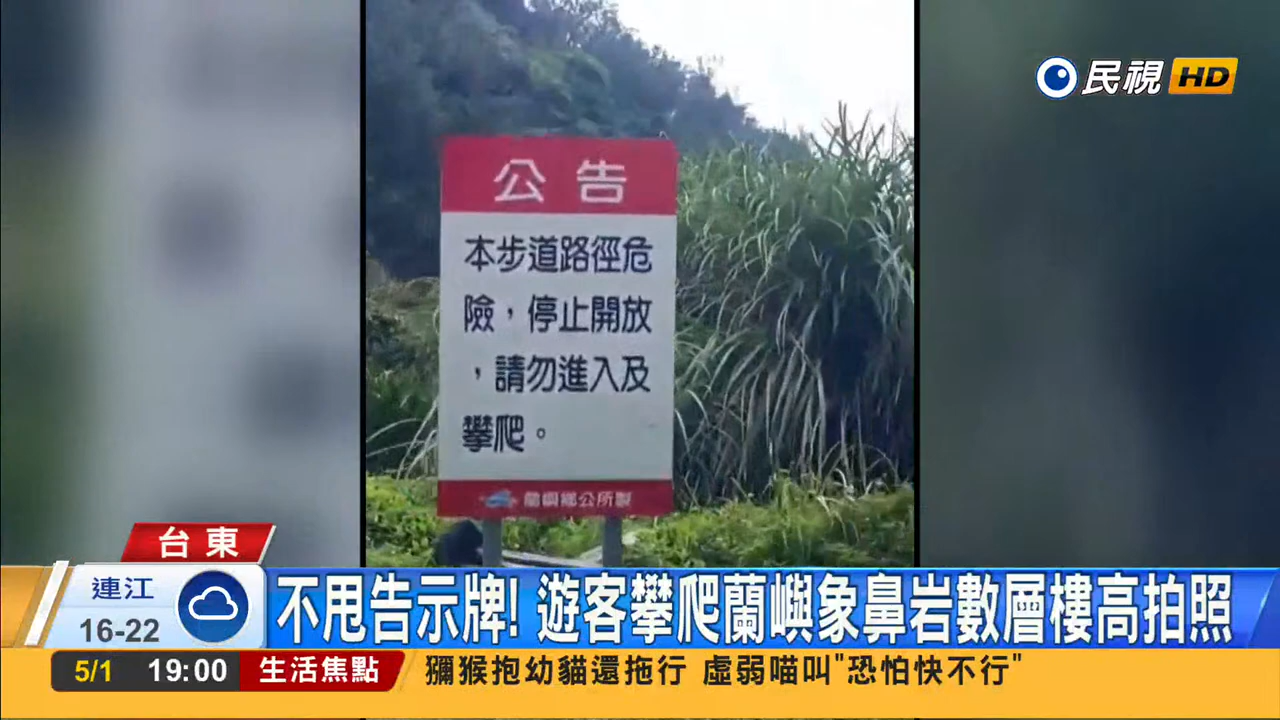 民視HD
公告
本步道路徑危
險，停止開放
，請勿進入及
攀爬。
蘭嶼鄉公所製
台東
連江
16-22
不甩告示牌! 遊客攀爬蘭嶼象鼻岩數層樓高拍照
5/1 19:00 生活焦點 獼猴抱幼貓還拖行 虛弱喵叫"恐怕快不行"